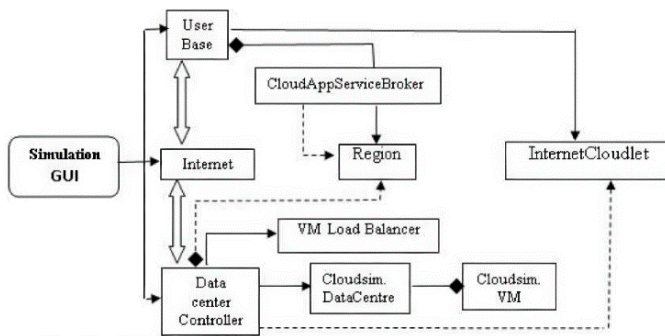 User
Base
CloudAppServiceBroker
Simulation
GUI
Internet
Region
InternetCloudlet
VM Load Balancer
Data
center
Controller
Cloudsim.
DataCentre
Cloudsim.
VM